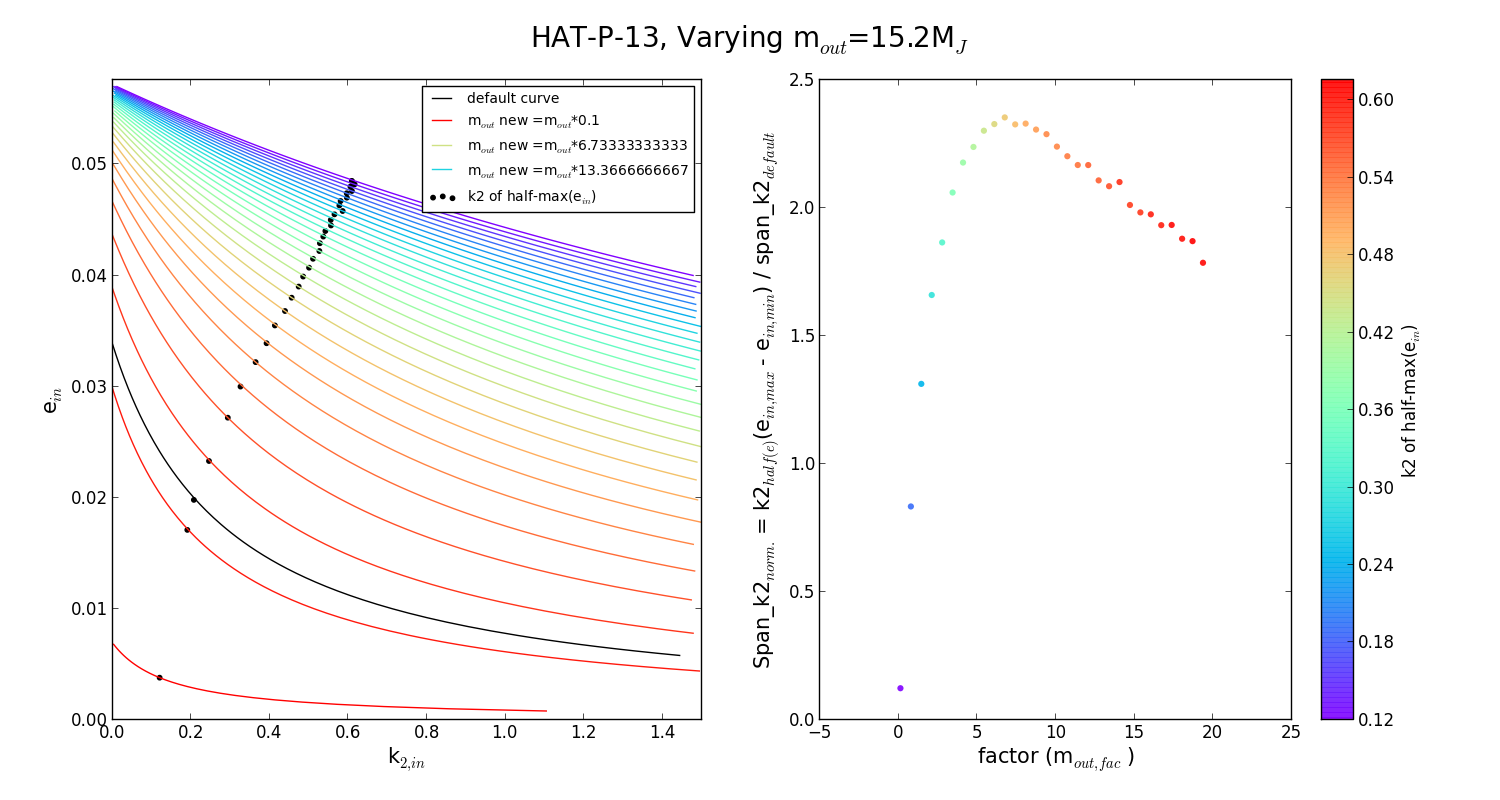 HAT-P-13, Varying m_out=15.2M_J
default curve
m_out new =m_out*0.1
m_out new =m_out*6.73333333333
m_out new =m_out*13.3666666667
k2 of half-max(e_in)
0.05
0.04
0.03
0.02
0.01
0.00
e_in
0.0 0.2 0.4 0.6 0.8 1.0 1.2 1.4
k_2,in
2.5
2.0
1.5
1.0
0.5
0.0
Span_k2_norm. = k2_half(e)(e_in,max - e_in,min) / span_k2_default
−5 0 5 10 15 20 25
factor (m_out,fac )
0.60
0.54
0.48
0.42
0.36
0.30
0.24
0.18
0.12
k2 of half-max(e_in)